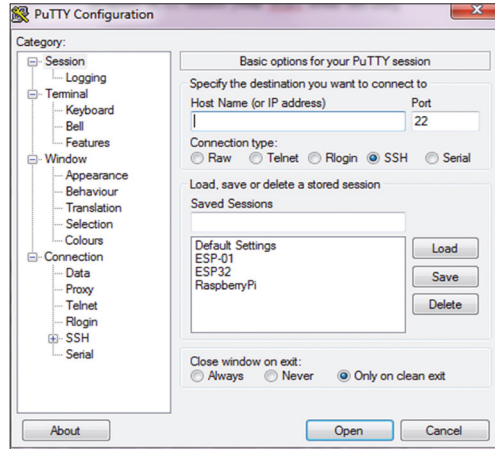 PuTTY Configuration
Category:
Session
Logging
Terminal
Keyboard
Bell
Features
Window
Appearance
Behaviour
Translation
Selection
Colours
Connection
Data
Proxy
Telnet
Rlogin
SSH
Serial
Basic options for your PuTTY session
Specify the destination you want to connect to
Host Name (or IP address) Port
22
Connection type:
Raw Telnet Rlogin SSH Serial
Load, save or delete a stored session
Saved Sessions
Default Settings
ESP-01
ESP32
RaspberryPi
Load
Save
Delete
Close window on exit:
Always Never Only on clean exit
About Open Cancel